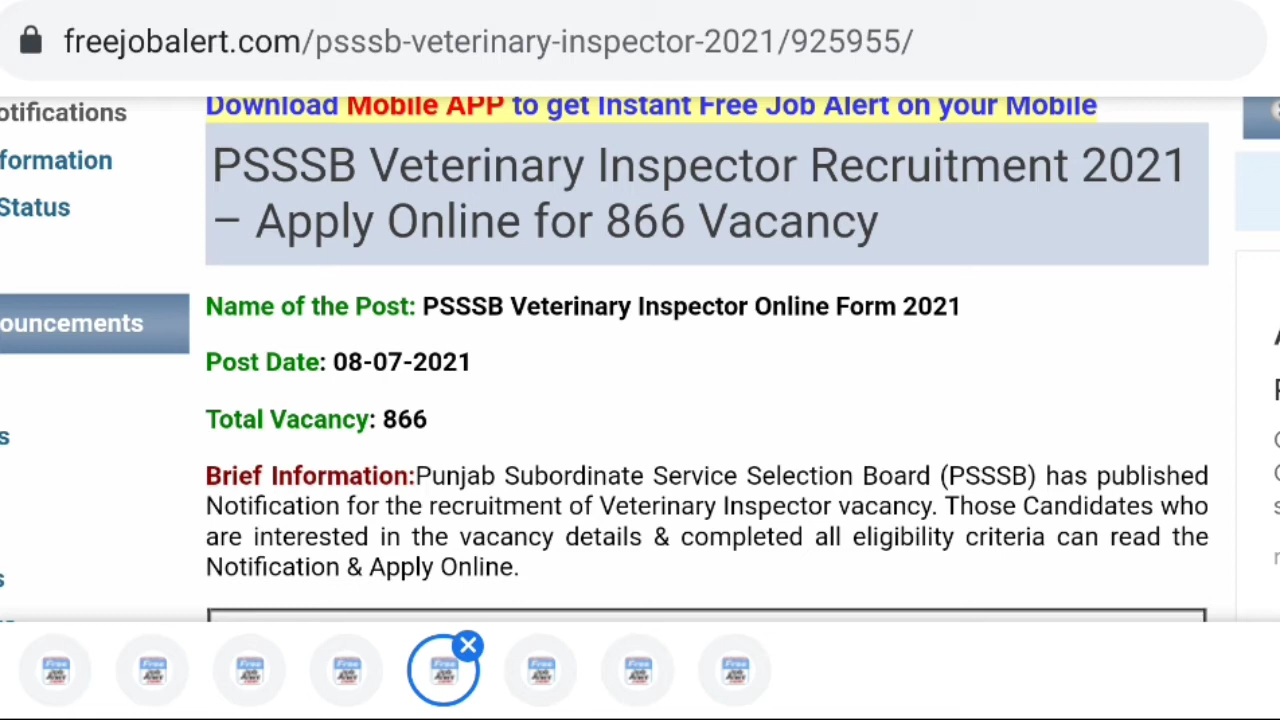 freejobalert.com/psssb-veterinary-inspector-2021/925955/
otifications
formation
Status
ouncements
s
s
Download Mobile APP to get Instant Free Job Alert on your Mobile
PSSSB Veterinary Inspector Recruitment 2021
– Apply Online for 866 Vacancy
Name of the Post: PSSSB Veterinary Inspector Online Form 2021
Post Date: 08-07-2021
Total Vacancy: 866
Brief Information:Punjab Subordinate Service Selection Board (PSSSB) has published
Notification for the recruitment of Veterinary Inspector vacancy. Those Candidates who
are interested in the vacancy details & completed all eligibility criteria can read the
Notification & Apply Online.